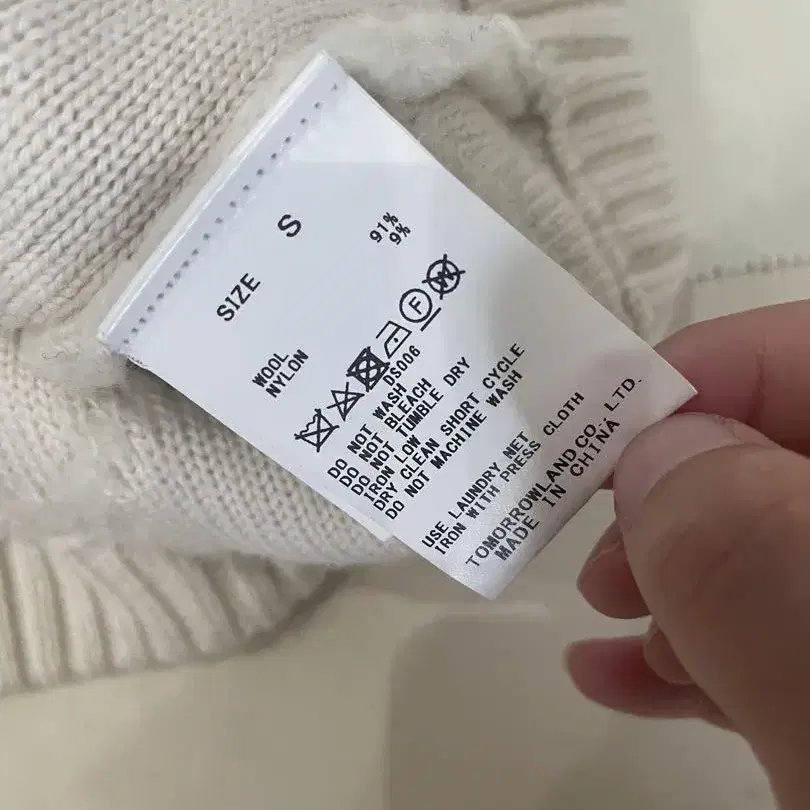 SIZE S
WOOL 91%
NYLON 9%
F W
DS006
DO NOT WASH
DO NOT BLEACH
DO NOT TUMBLE DRY
IRON LOW
DRY CLEAN SHORT CYCLE
DO NOT MACHINE WASH
USE LAUNDRY NET
IRON WITH PRESS CLOTH
TOMORROWLAND CO., LTD.
MADE IN CHINA